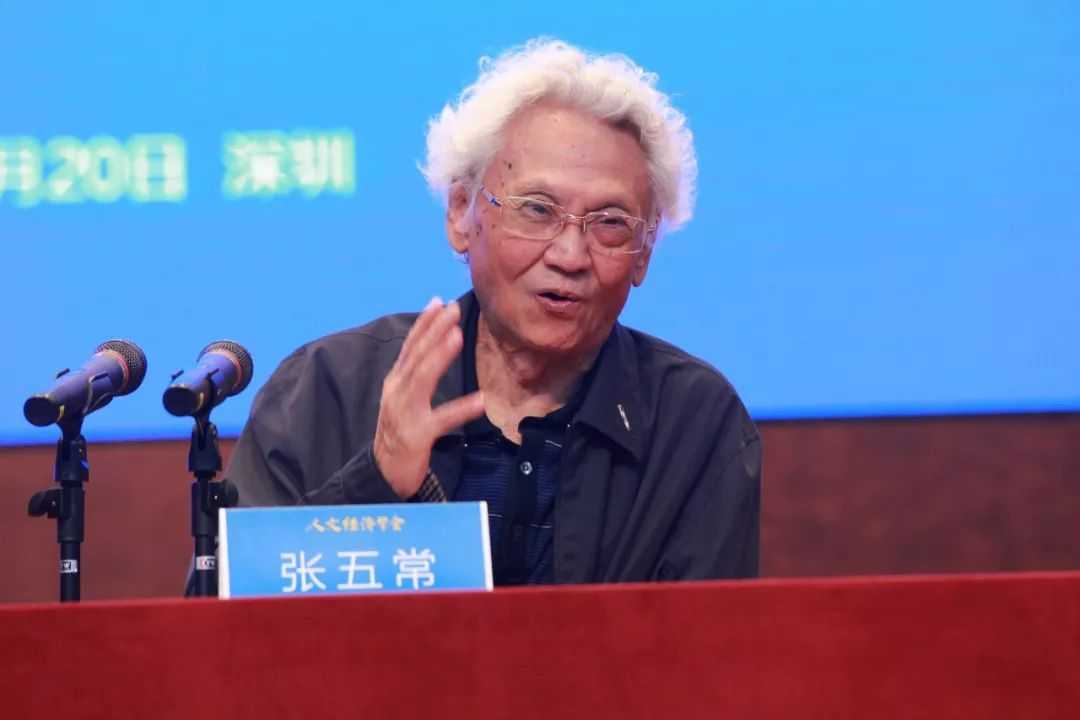 月20日 深圳
人文经济学会
张五常